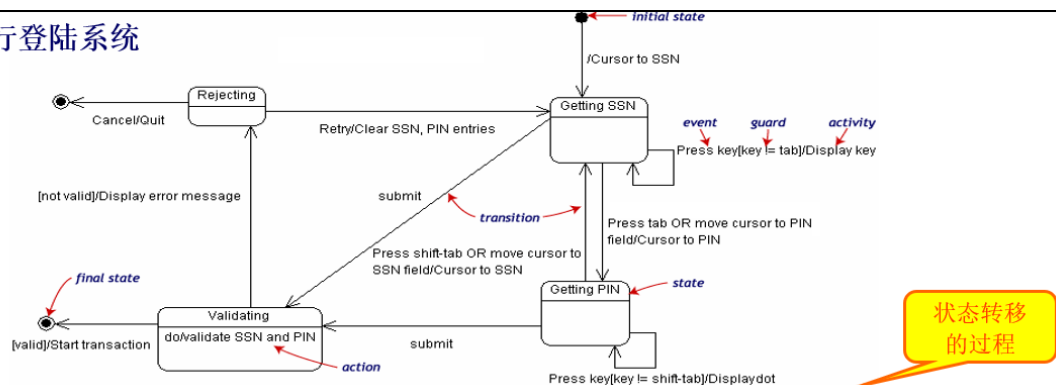 行登陆系统
initial state
/Cursor to SSN
Rejecting
Getting SSN
Cancel/Quit
Retry/Clear SSN, PIN entries
event guard activity
Press key[key != tab]/Display key
[not valid]/Display error message
submit
transition
Press tab OR move cursor to PIN
field/Cursor to PIN
Press shift-tab OR move cursor to
SSN field/Cursor to SSN
final state
Getting PIN
state
Validating
do/validate SSN and PIN
[valid]/Start transaction
submit
action
Press key[key != shift-tab]/Displaydot
状态转移
的过程